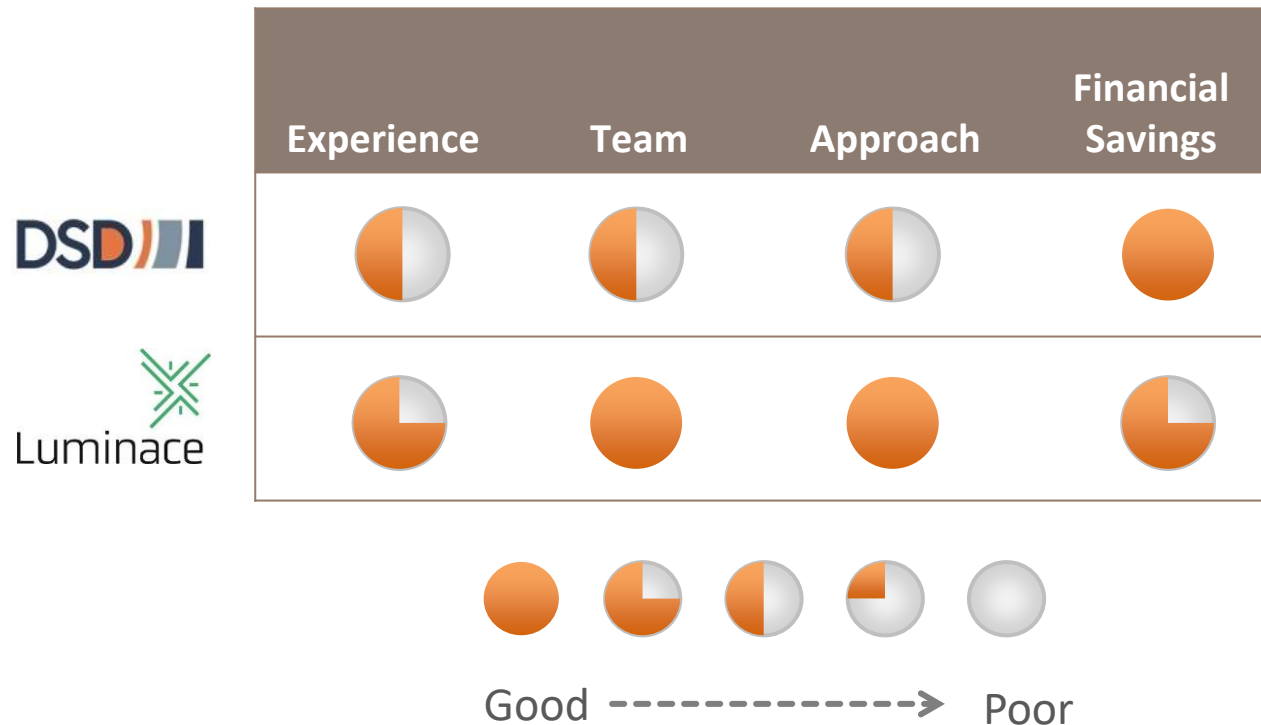 Financial
Experience Team Approach Savings
DSD
Luminace
Good Poor